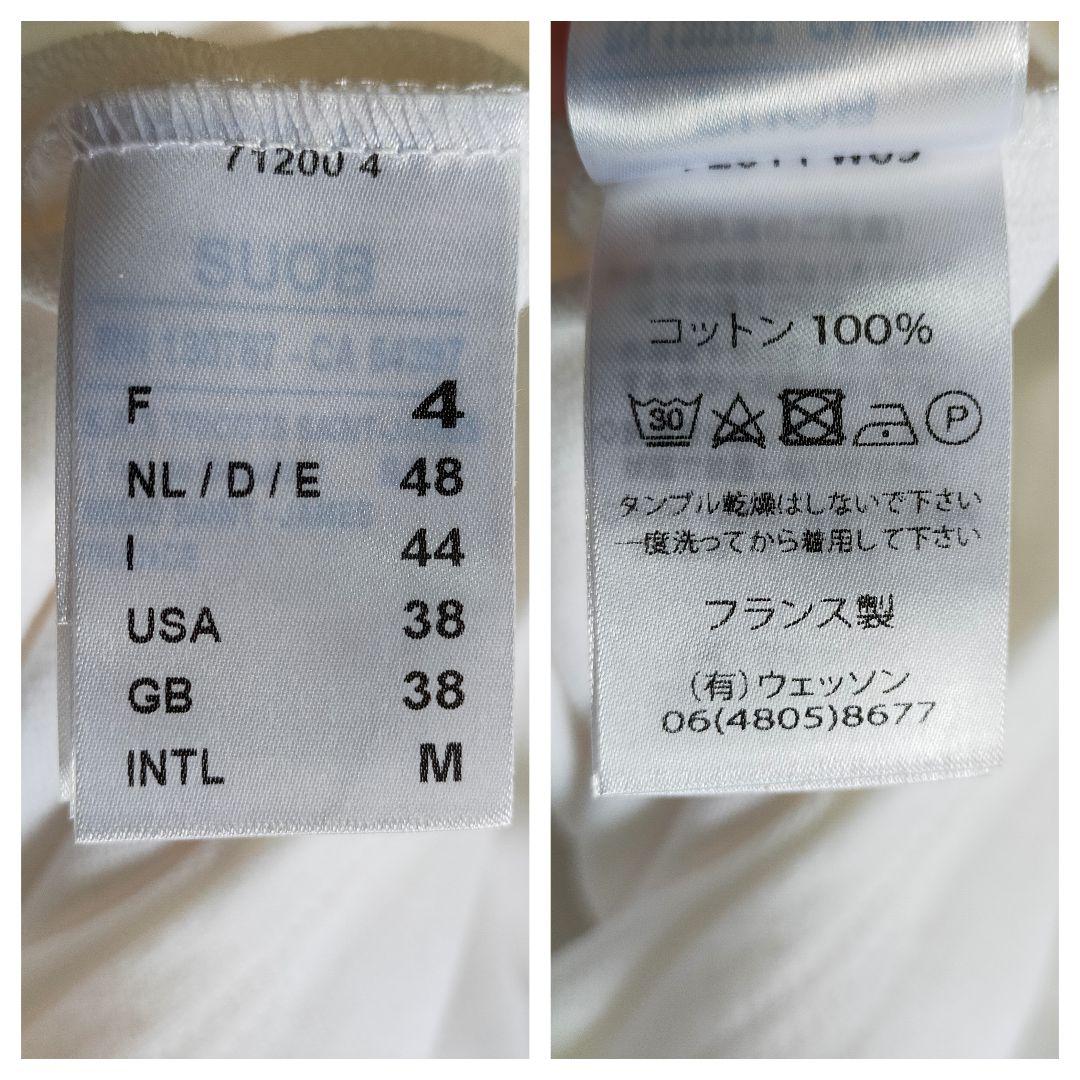 71200 4
F 4
NL / D / E 48
I 44
USA 38
GB 38
INTL M
コットン 100%
30
P
タンブル乾燥はしないで下さい
一度洗ってから着用して下さい
フランス製
(有)ウェッソン
06(4805)8677